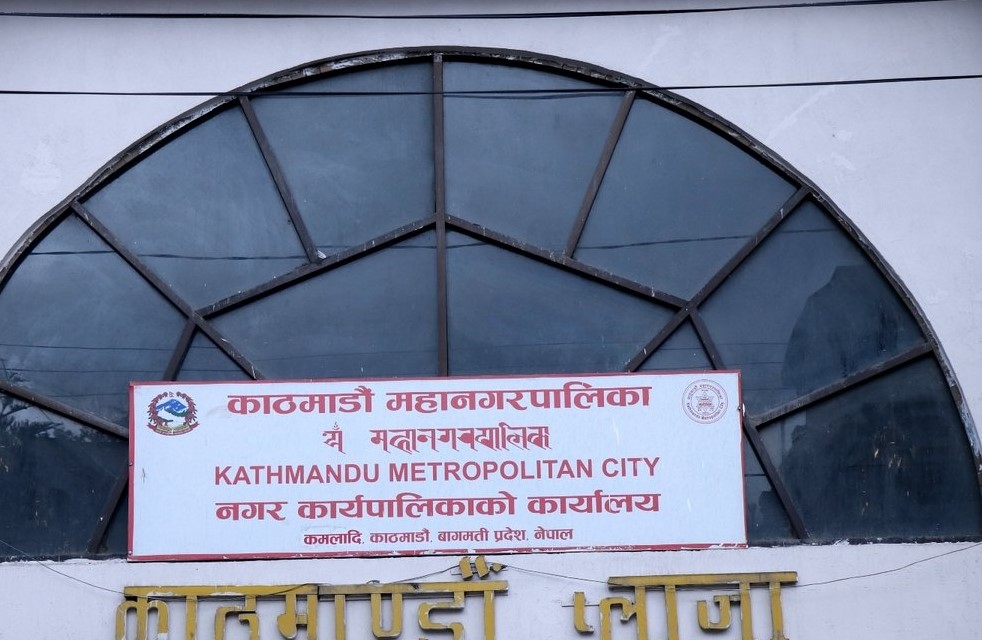 काठमाडौं महानगरपालिका
KATHMANDU METROPOLITAN CITY
नगर कार्यपालिकाको कार्यालय
कमलादि, काठमाडौं, बागमती प्रदेश, नेपाल
काठमाण्डौं प्लाजा